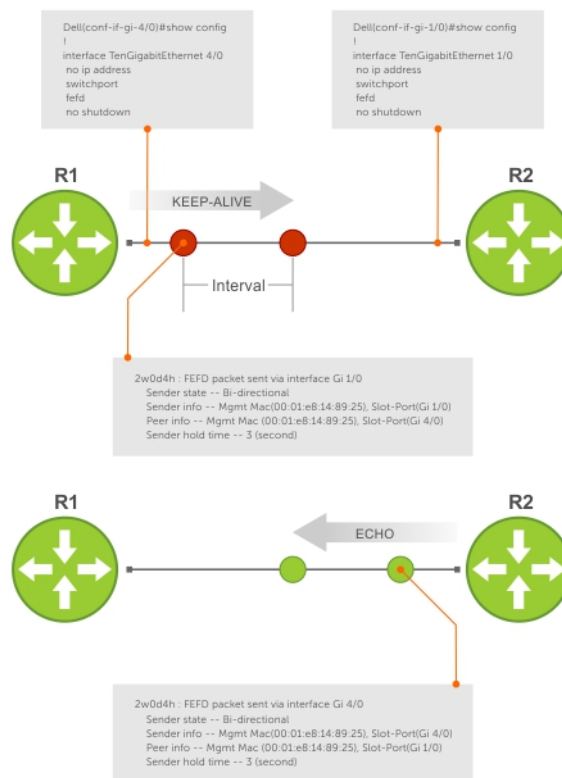 Dell(conf-if-gi-4/0)#show config
!
interface TenGigabitEthernet 4/0
no ip address
switchport
fefd
no shutdown
Dell(conf-if-gi-1/0)#show config
!
interface TenGigabitEthernet 1/0
no ip address
switchport
fefd
no shutdown
R1
R2
KEEP-ALIVE
Interval
2w0d4h : FEFD packet sent via interface Gi 1/0
Sender state -- Bi-directional
Sender info -- Mgmt Mac(00:01:e8:14:89:25), Slot-Port(Gi 1/0)
Peer info -- Mgmt Mac (00:01:e8:14:89:25), Slot-Port(Gi 4/0)
Sender hold time -- 3 (second)
R1
R2
ECHO
2w0d4h : FEFD packet sent via interface Gi 4/0
Sender state -- Bi-directional
Sender info -- Mgmt Mac(00:01:e8:14:89:25), Slot-Port(Gi 4/0)
Peer info -- Mgmt Mac (00:01:e8:14:89:25), Slot-Port(Gi 1/0)
Sender hold time -- 3 (second)